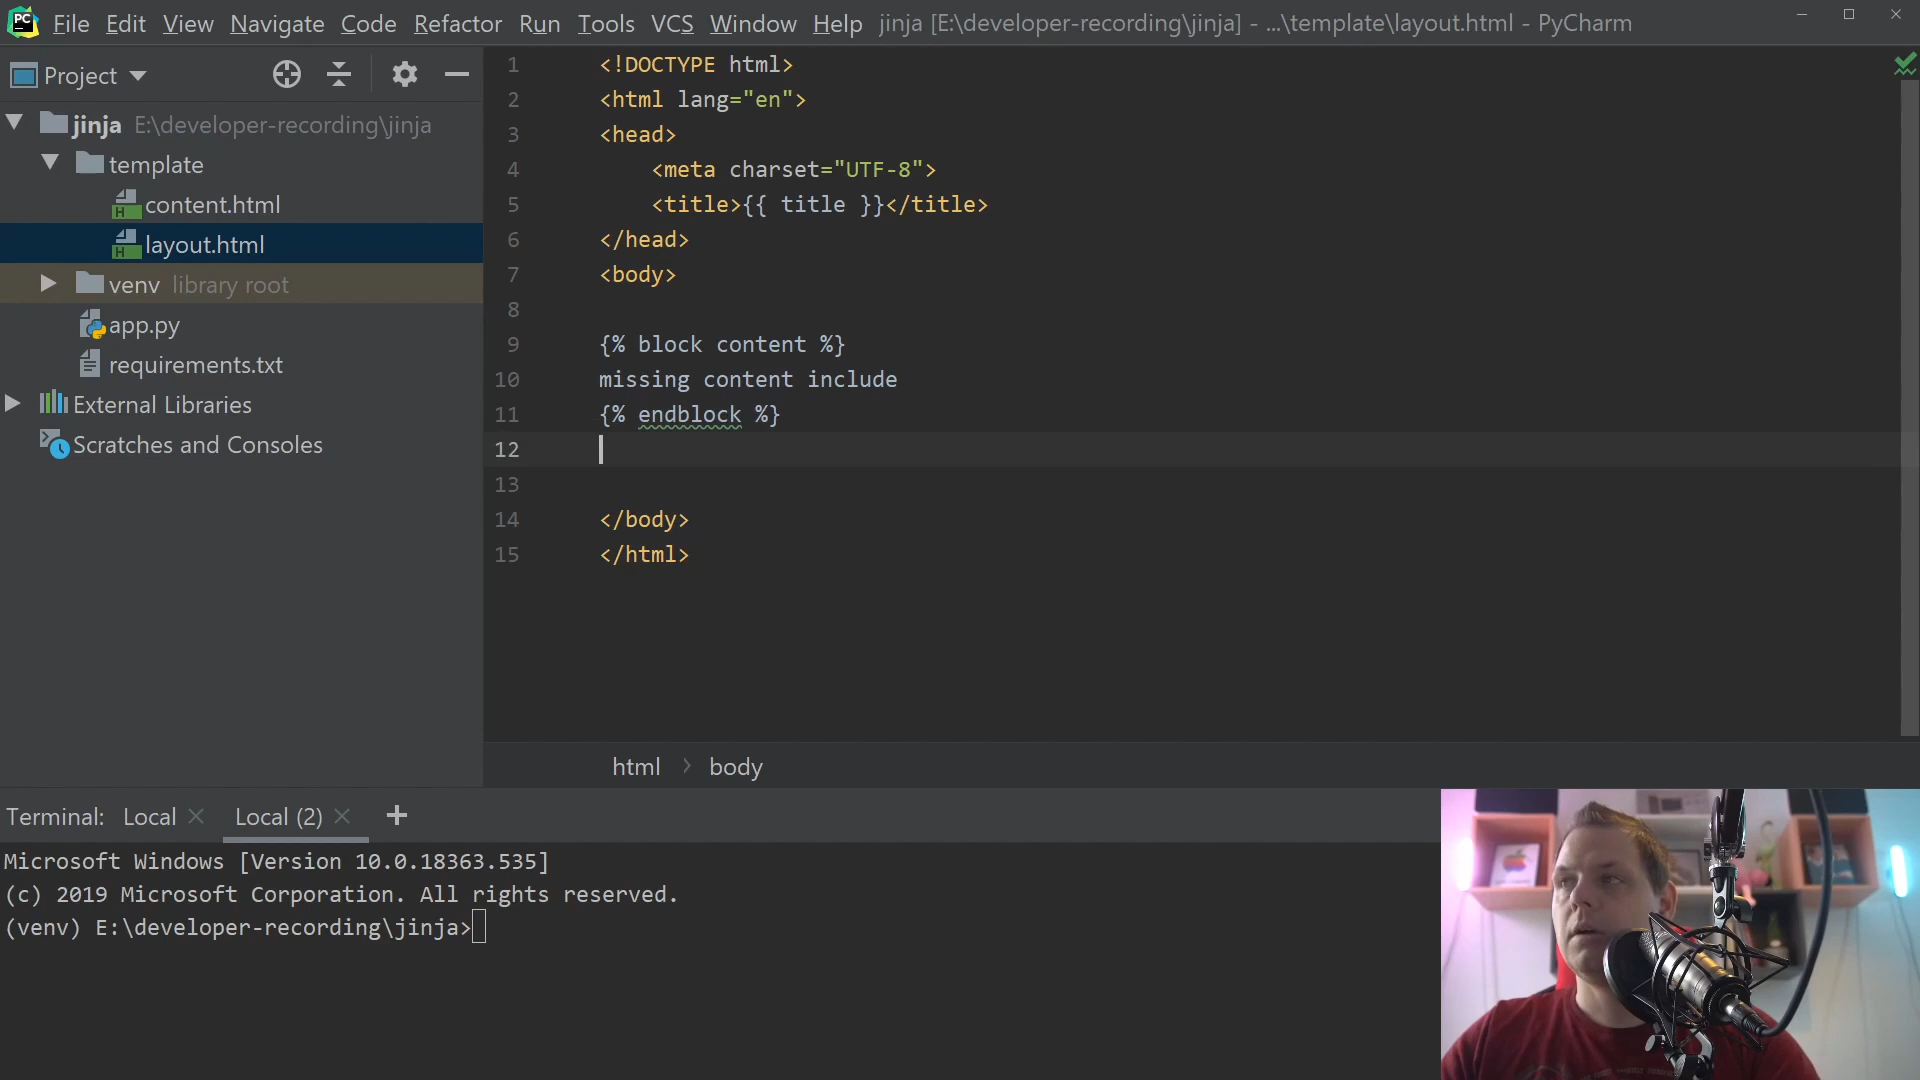 PC File Edit View Navigate Code Refactor Run Tools VCS Window Help jinja [E:\developer-recording\jinja] - ...\template\layout.html - PyCharm
Project
jinja E:\developer-recording\jinja
template
content.html
layout.html
venv library root
app.py
requirements.txt
External Libraries
Scratches and Consoles
1 <!DOCTYPE html>
2 <html lang="en">
3 <head>
4 <meta charset="UTF-8">
5 <title>{{ title }}</title>
6 </head>
7 <body>
8
9 {% block content %}
10 missing content include
11 {% endblock %}
12
13
14 </body>
15 </html>
html > body
Terminal: Local × Local (2) × +
Microsoft Windows [Version 10.0.18363.535]
(c) 2019 Microsoft Corporation. All rights reserved.
(venv) E:\developer-recording\jinja>